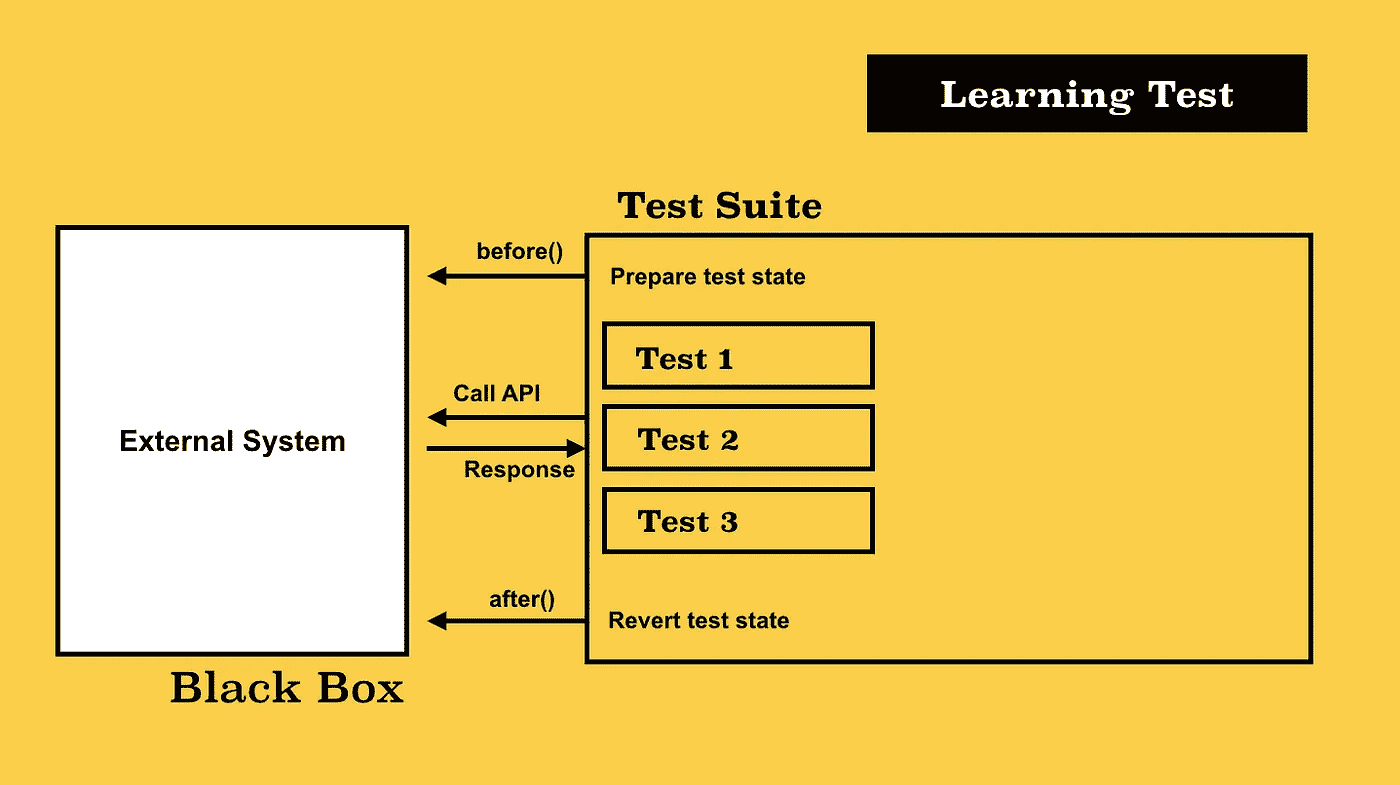 Learning Test
Test Suite
before()
Prepare test state
Test 1
Call API
Test 2
External System
Response
Test 3
after()
Revert test state
Black Box